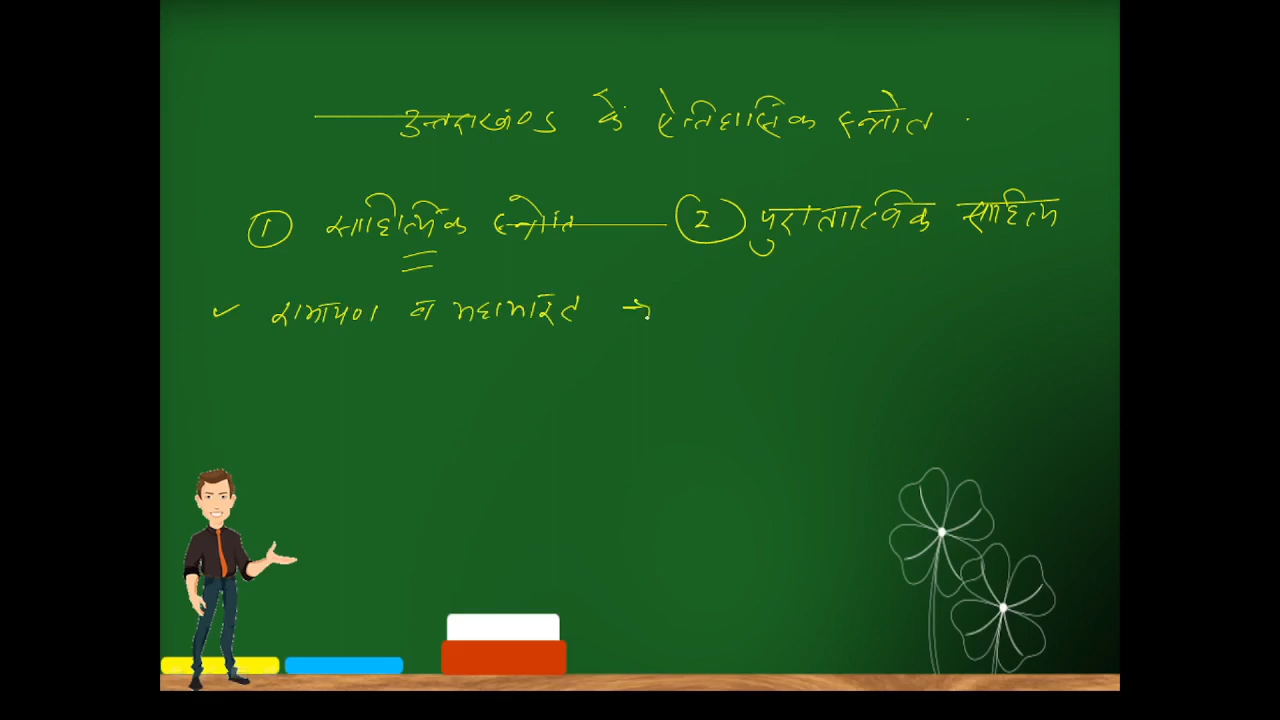 उत्तराखंड के ऐतिहासिक स्त्रोत
① साहित्यिक स्त्रोत ② पुरातात्विक साहित्य
✓ रामायण व महाभारत →